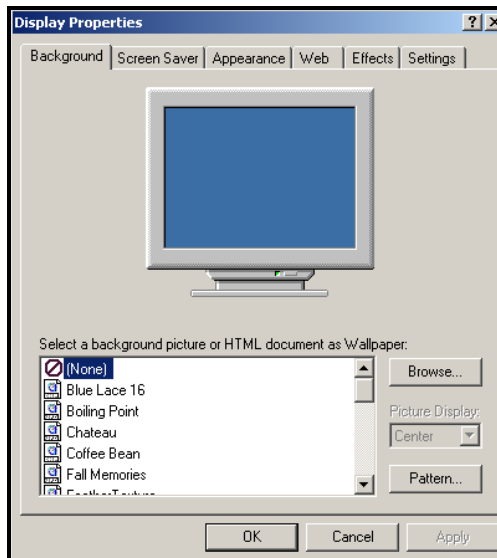 Display Properties
Background Screen Saver Appearance Web Effects Settings
Select a background picture or HTML document as Wallpaper:
(None)
Blue Lace 16
Boiling Point
Chateau
Coffee Bean
Fall Memories
FeatherTexture
Browse...
Picture Display:
Center
Pattern...
OK Cancel Apply